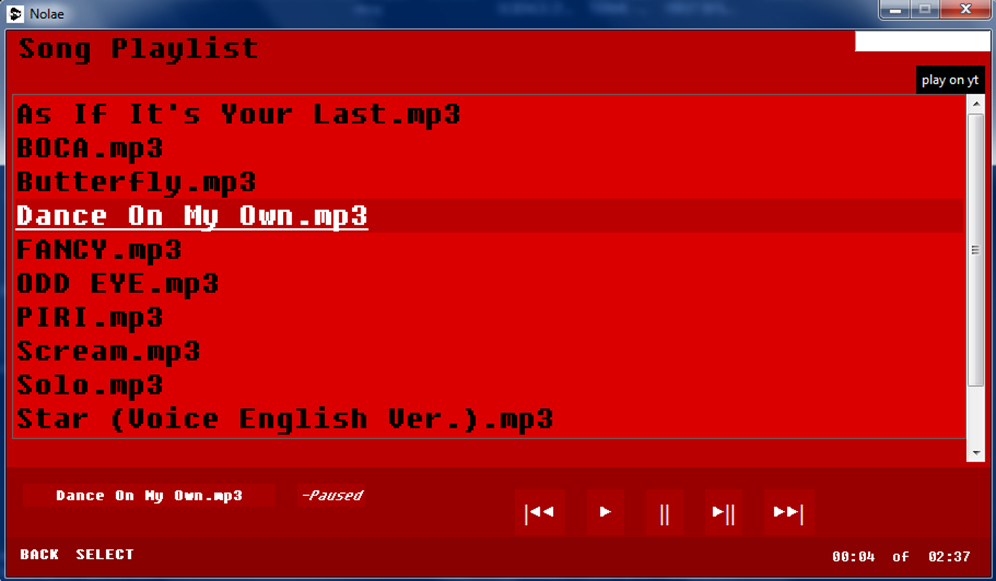 Nolae
Song Playlist
play on yt
As If It's Your Last.mp3
BOCA.mp3
Butterfly.mp3
Dance On My Own.mp3
FANCY.mp3
ODD EYE.mp3
PIRI.mp3
Scream.mp3
Solo.mp3
Star (Voice English Ver.).mp3
Dance On My Own.mp3 -Paused
BACK SELECT 00:04 of 02:37